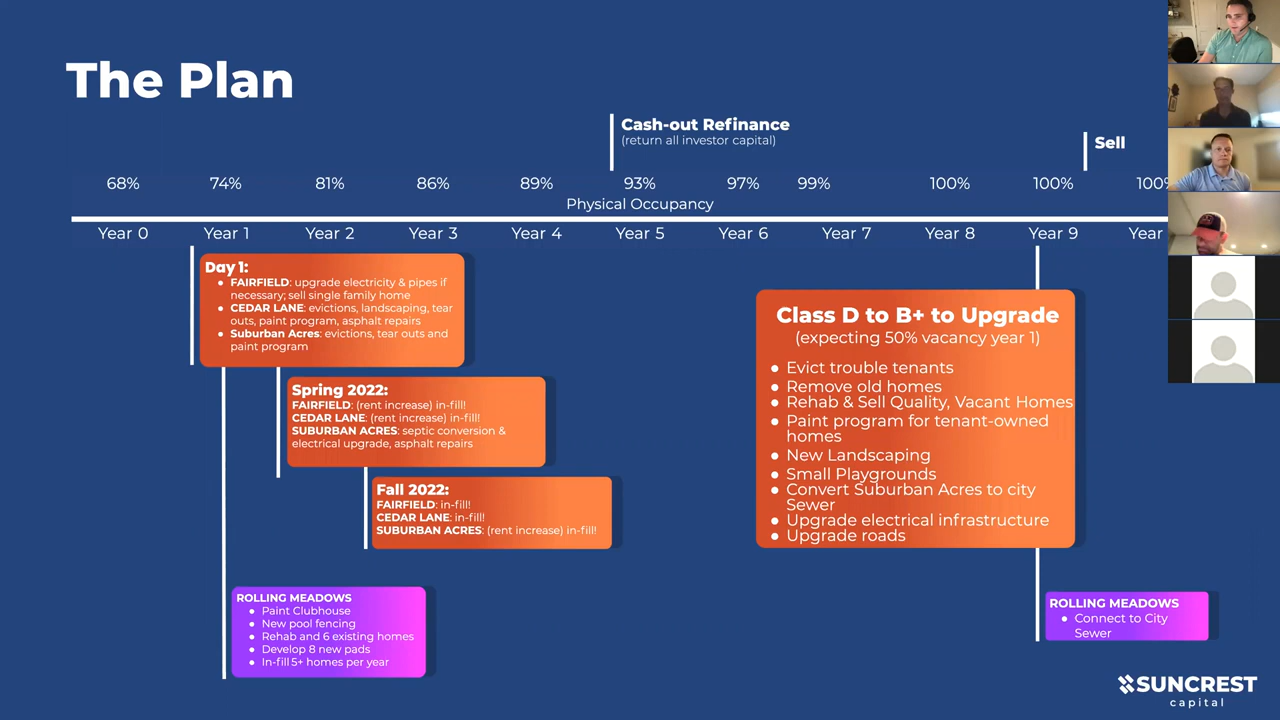 The Plan
Cash-out Refinance
(return all investor capital)
Sell
68% 74% 81% 86% 89% 93% 97% 99% 100% 100% 100%
Physical Occupancy
Year 0 Year 1 Year 2 Year 3 Year 4 Year 5 Year 6 Year 7 Year 8 Year 9 Year
Day 1:
● FAIRFIELD: upgrade electricity & pipes if
necessary; sell single family home
● CEDAR LANE: evictions, landscaping, tear
outs, paint program, asphalt repairs
● Suburban Acres: evictions, tear outs and
paint program
Spring 2022:
FAIRFIELD: (rent increase) in-fill!
CEDAR LANE: (rent increase) in-fill!
SUBURBAN ACRES: septic conversion &
electrical upgrade, asphalt repairs
Fall 2022:
FAIRFIELD: in-fill!
CEDAR LANE: in-fill!
SUBURBAN ACRES: (rent increase) in-fill!
ROLLING MEADOWS
● Paint Clubhouse
● New pool fencing
● Rehab and 6 existing homes
● Develop 8 new pads
● In-fill 5+ homes per year
Class D to B+ to Upgrade
(expecting 50% vacancy year 1)
● Evict trouble tenants
● Remove old homes
● Rehab & Sell Quality, Vacant Homes
● Paint program for tenant-owned
homes
● New Landscaping
● Small Playgrounds
● Convert Suburban Acres to city
Sewer
● Upgrade electrical infrastructure
● Upgrade roads
ROLLING MEADOWS
● Connect to City
Sewer
SUNCREST
capital